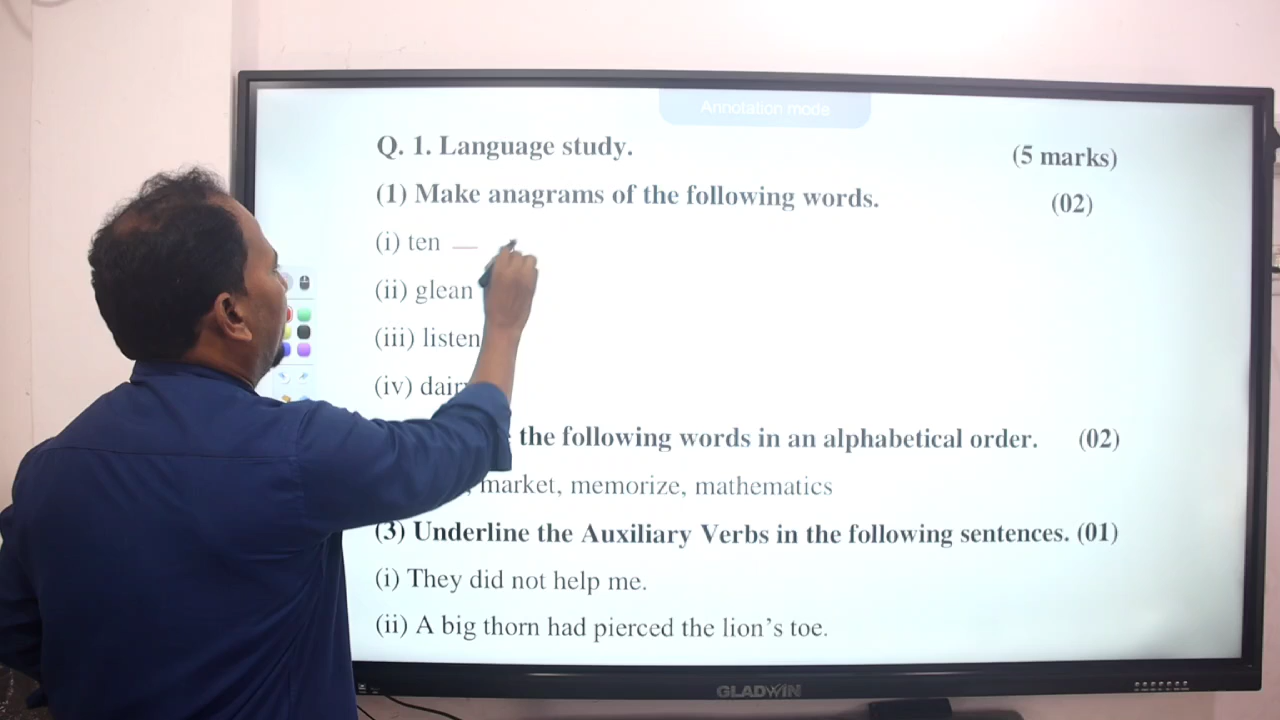 Annotation mode
Q. 1. Language study. (5 marks)
(1) Make anagrams of the following words. (02)
(i) ten —
(ii) glean
(iii) listen
(iv)
the following words in an alphabetical order. (02)
market, memorize, mathematics
(3) Underline the Auxiliary Verbs in the following sentences. (01)
(i) They did not help me.
(ii) A big thorn had pierced the lion's toe.
GLADWIN